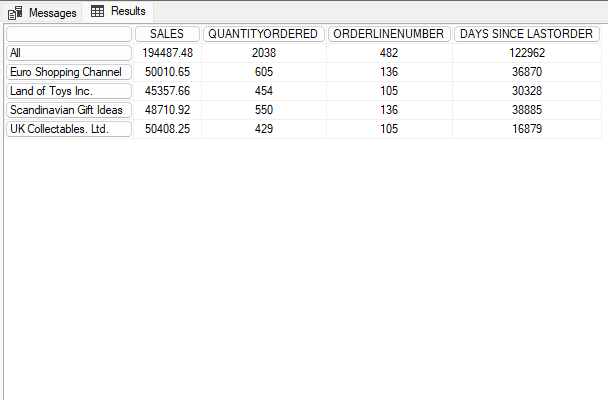 Messages Results
SALES QUANTITYORDERED ORDERLINENUMBER DAYS SINCE LASTORDER
All 194487.48 2038 482 122962
Euro Shopping Channel 50010.65 605 136 36870
Land of Toys Inc. 45357.66 454 105 30328
Scandinavian Gift Ideas 48710.92 550 136 38885
UK Collectables. Ltd. 50408.25 429 105 16879